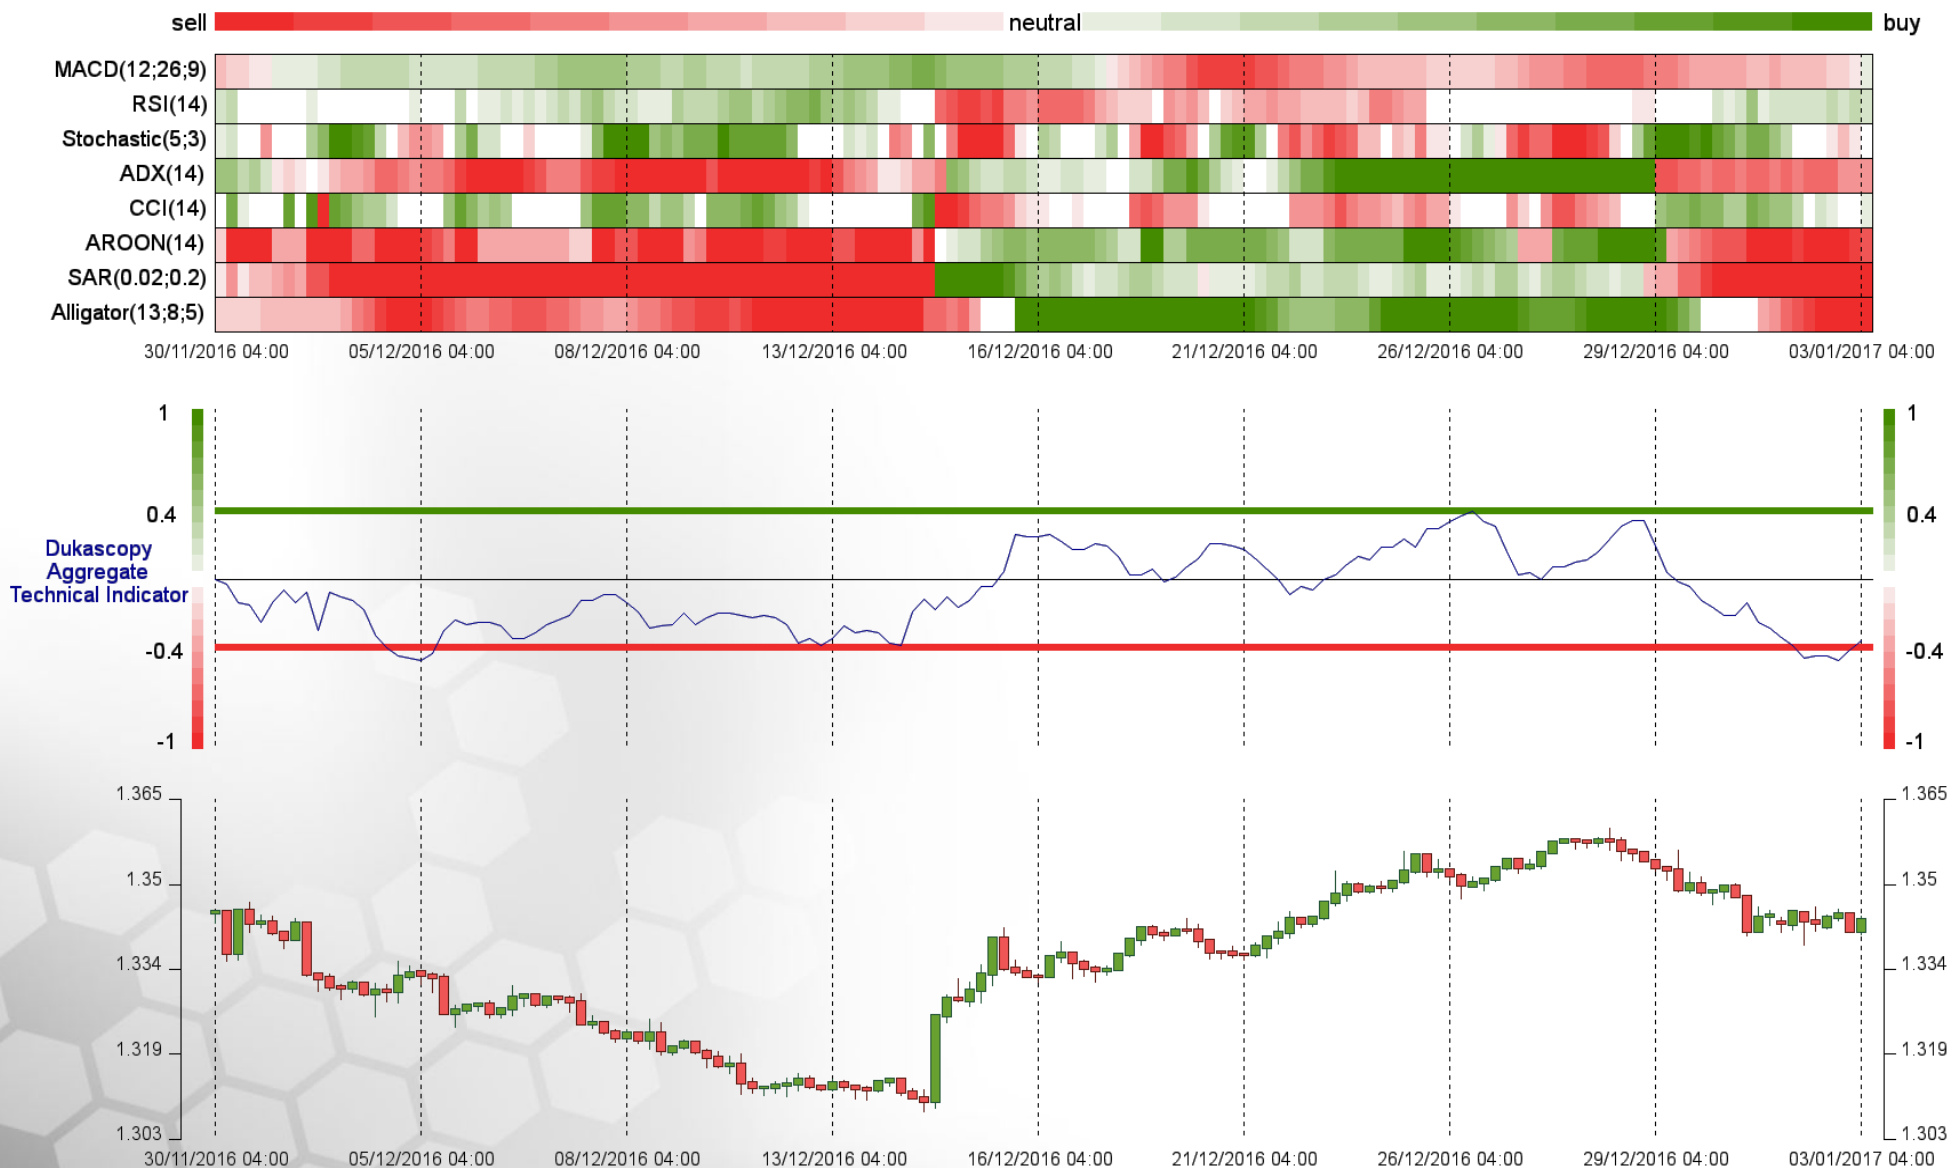 sell neutral buy
MACD(12;26;9)
RSI(14)
Stochastic(5;3)
ADX(14)
CCI(14)
AROON(14)
SAR(0.02;0.2)
Alligator(13;8;5)
30/11/2016 04:00 05/12/2016 04:00 08/12/2016 04:00 13/12/2016 04:00 16/12/2016 04:00 21/12/2016 04:00 26/12/2016 04:00 29/12/2016 04:00 03/01/2017 04:00
1 1
0.4 0.4
Dukascopy
Aggregate
Technical Indicator
-0.4 -0.4
-1 -1
1.365 1.365
1.35 1.35
1.334 1.334
1.319 1.319
1.303 1.303
30/11/2016 04:00 05/12/2016 04:00 08/12/2016 04:00 13/12/2016 04:00 16/12/2016 04:00 21/12/2016 04:00 26/12/2016 04:00 29/12/2016 04:00 03/01/2017 04:00